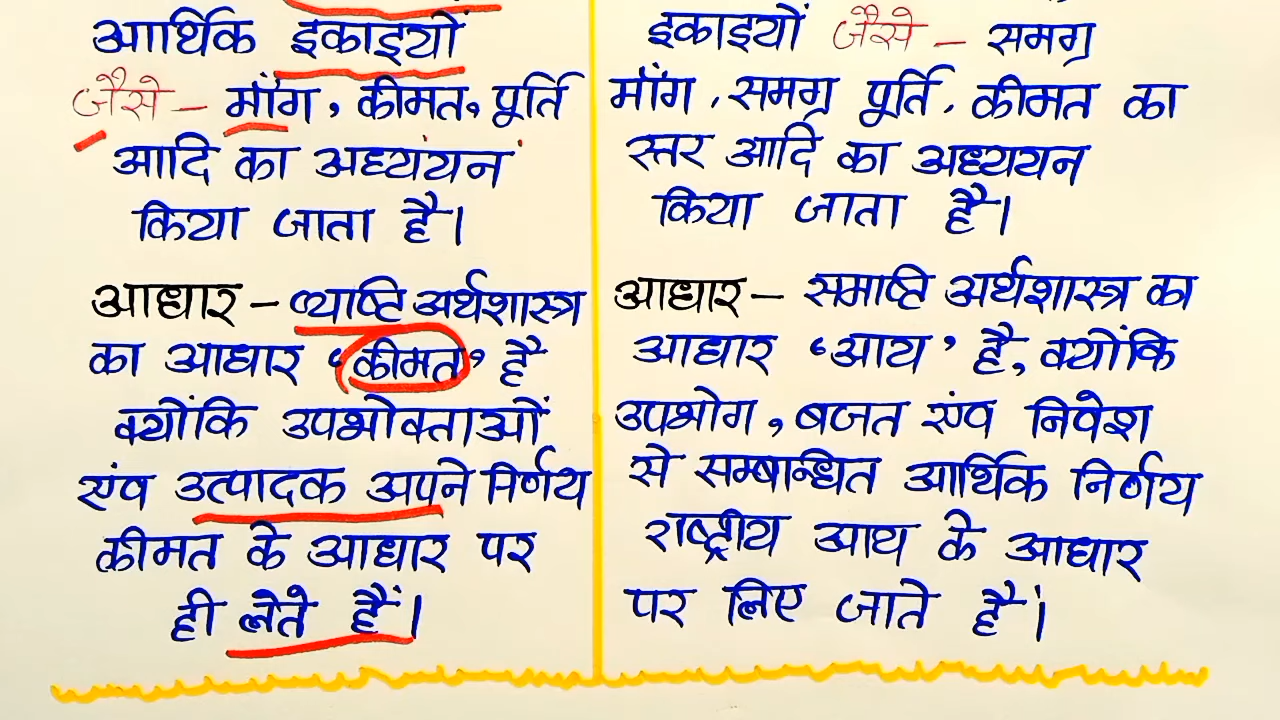 आर्थिक इकाइयों
जैसे – माँग, कीमत, पूर्ति
आदि का अध्ययन
किया जाता है।
आधार – व्यष्टि अर्थशास्त्र
का आधार 'कीमत' है
क्योंकि उपभोक्ताओं
एंव उत्पादक अपने निर्णय
कीमत के आधार पर
ही लेते हैं।
इकाइयों जैसे – समग्र
माँग, समग्र पूर्ति, कीमत का
स्तर आदि का अध्ययन
किया जाता है।
आधार – समष्टि अर्थशास्त्र का
आधार 'आय' है, क्योंकि
उपभोग, बजत एंव निवेश
से सम्बान्धित आर्थिक निर्णय
राष्ट्रीय आय के आधार
पर लिए जाते है।